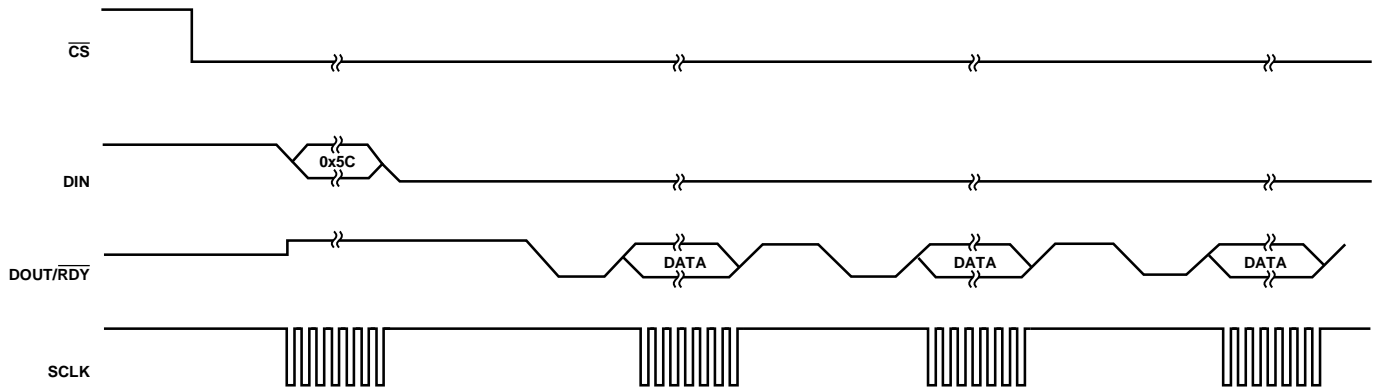 CS
DIN
0x5C
DOUT/RDY
DATA
DATA
DATA
SCLK